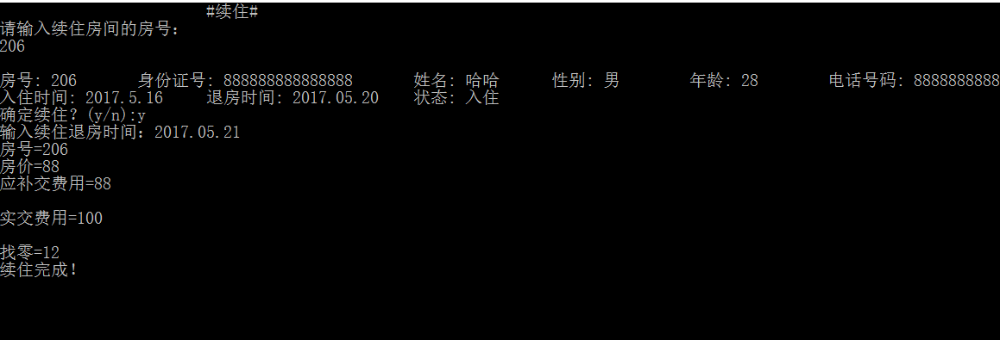 #续住#
请输入续住房间的房号：
206
房号: 206 身份证号: 888888888888888 姓名: 哈哈 性别: 男 年龄: 28 电话号码: 8888888888
入住时间: 2017.5.16 退房时间: 2017.05.20 状态: 入住
确定续住? (y/n):y
输入续住退房时间: 2017.05.21
房号=206
房价=88
应补交费用=88
实交费用=100
找零=12
续住完成！